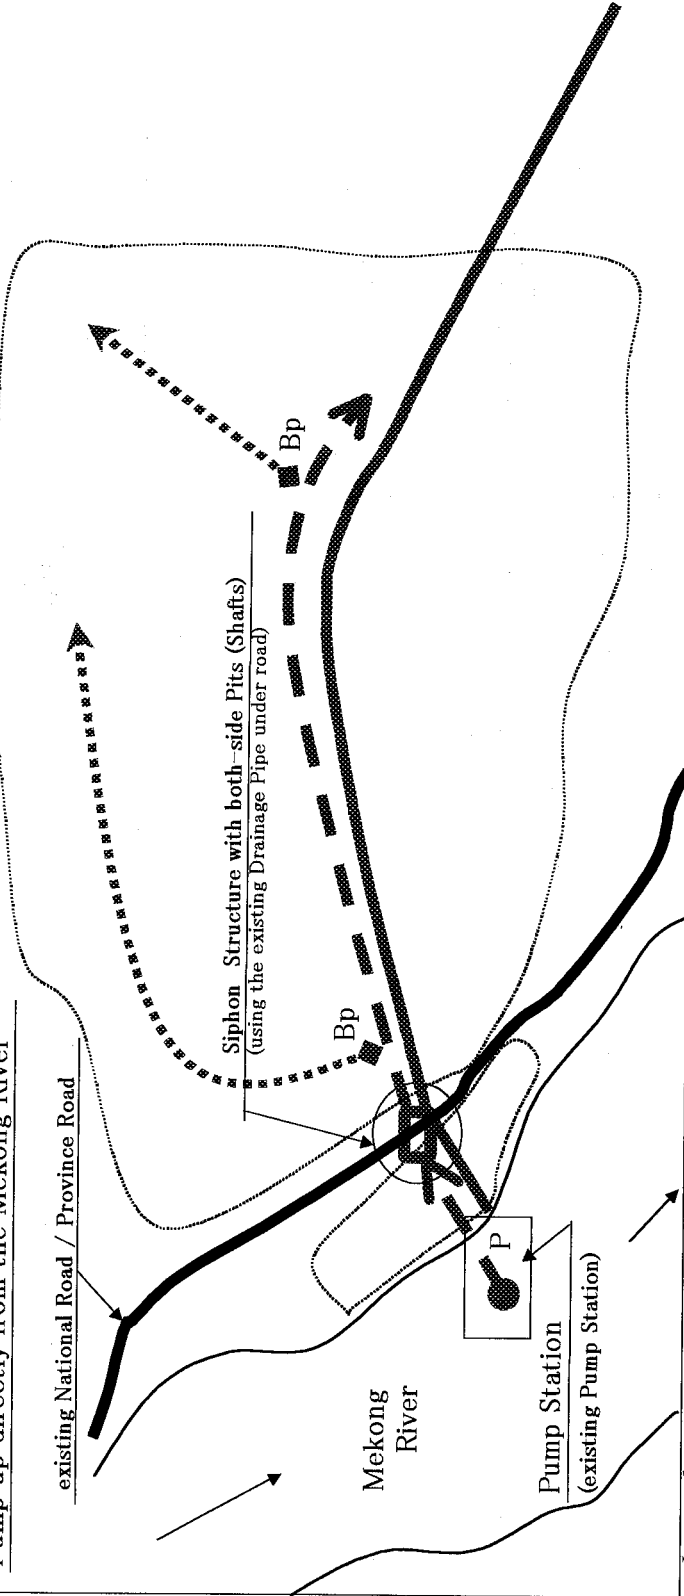 Pump up directly from the Mekong River
existing National Road / Province Road
Siphon Structure with both-side Pits (Shafts)
(using the existing Drainage Pipe under road)
Bp
Bp
P
Mekong
River
Pump Station
(existing Pump Station)